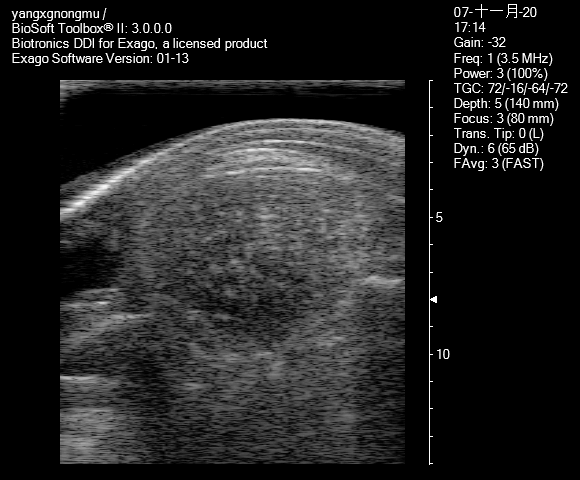 yangxgnongmu /
BioSoft Toolbox® II: 3.0.0.0
Biotronics DDI for Exago, a licensed product
Exago Software Version: 01-13
07-十一月-20
17:14
Gain: -32
Freq: 1 (3.5 MHz)
Power: 3 (100%)
TGC: 72/-16/-64/-72
Depth: 5 (140 mm)
Focus: 3 (80 mm)
Trans. Tip: 0 (L)
Dyn.: 6 (65 dB)
FAvg: 3 (FAST)
5
10